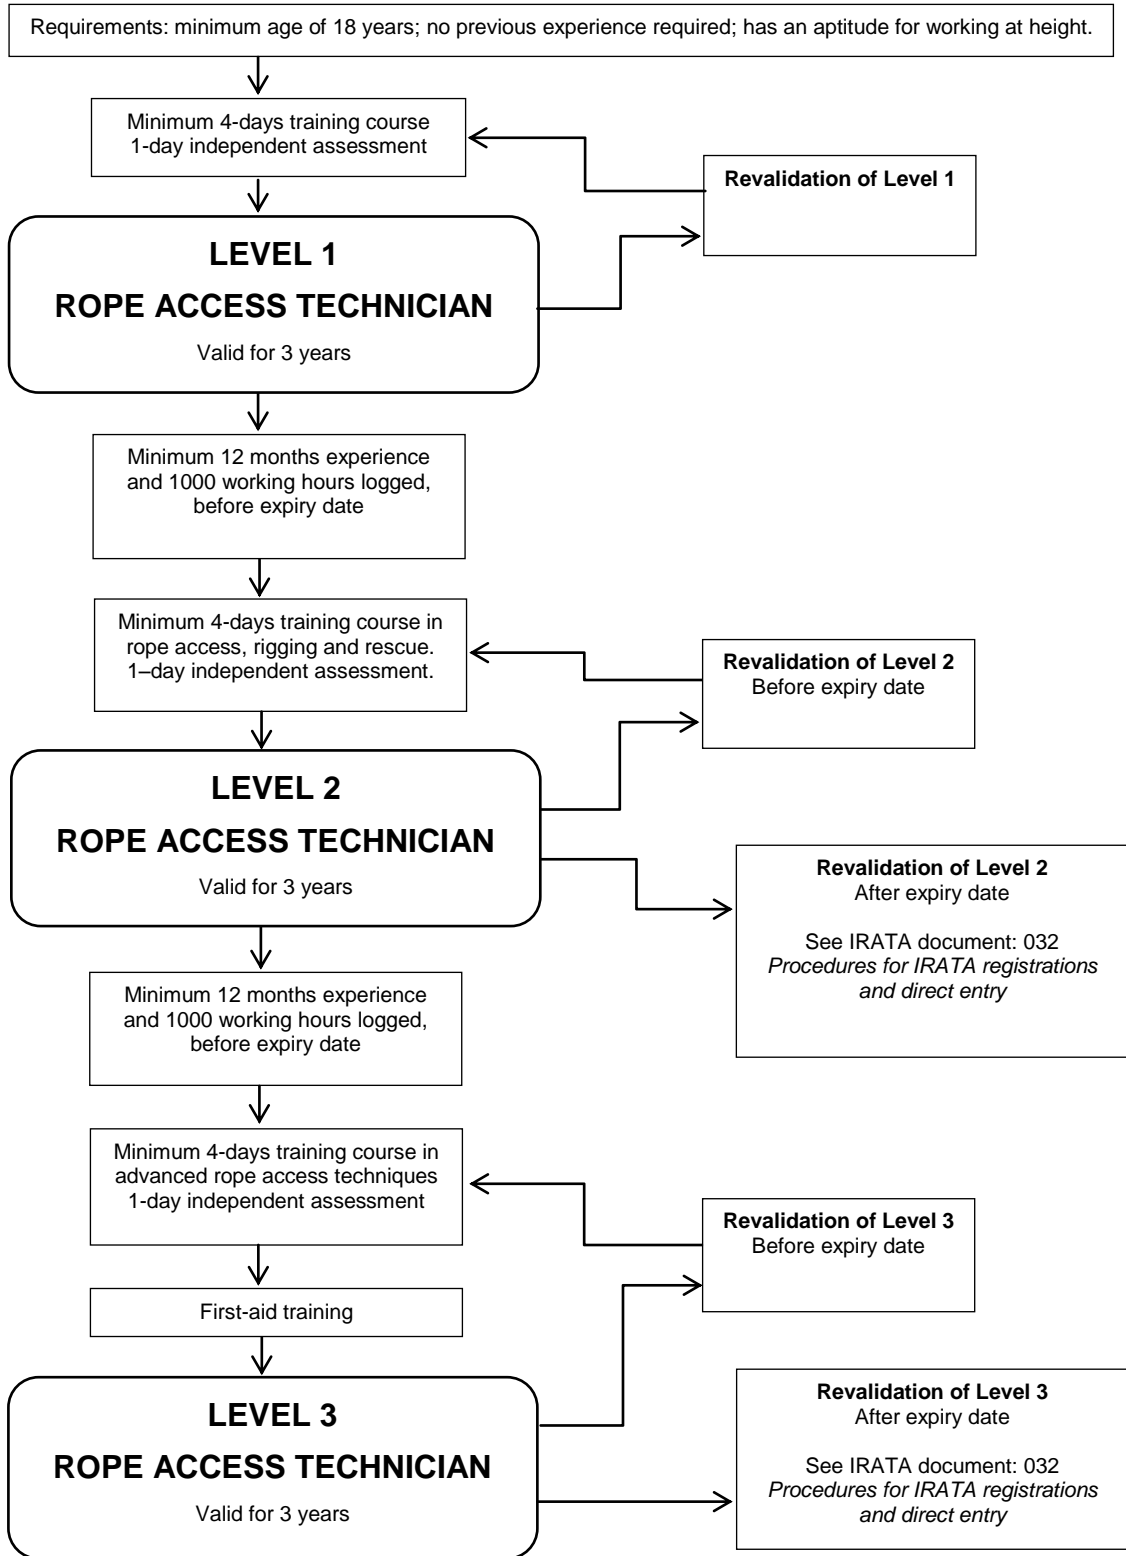 Requirements: minimum age of 18 years; no previous experience required; has an aptitude for working at height.
Minimum 4-days training course
1-day independent assessment
Revalidation of Level 1
LEVEL 1
ROPE ACCESS TECHNICIAN
Valid for 3 years
Minimum 12 months experience
and 1000 working hours logged,
before expiry date
Minimum 4-days training course in
rope access, rigging and rescue.
1–day independent assessment.
Revalidation of Level 2
Before expiry date
LEVEL 2
ROPE ACCESS TECHNICIAN
Valid for 3 years
Revalidation of Level 2
After expiry date
See IRATA document: 032
Procedures for IRATA registrations
and direct entry
Minimum 12 months experience
and 1000 working hours logged,
before expiry date
Minimum 4-days training course in
advanced rope access techniques
1-day independent assessment
Revalidation of Level 3
Before expiry date
First-aid training
LEVEL 3
ROPE ACCESS TECHNICIAN
Valid for 3 years
Revalidation of Level 3
After expiry date
See IRATA document: 032
Procedures for IRATA registrations
and direct entry